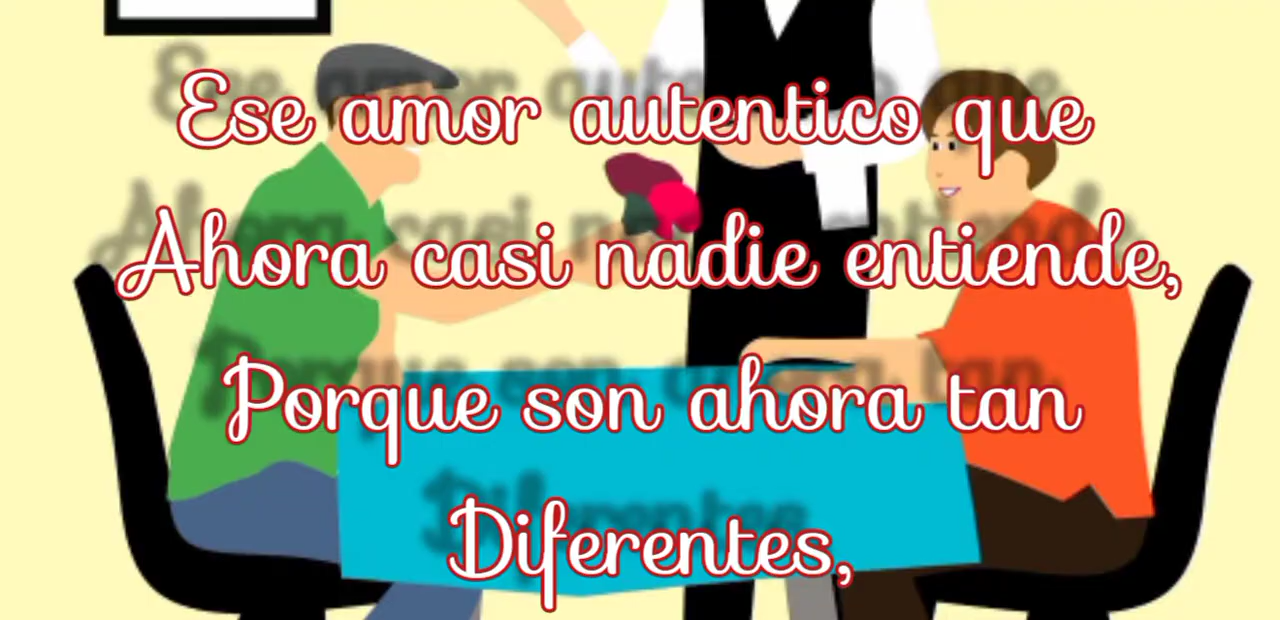 Ese amor autentico que
Ahora casi nadie entiende,
Porque son ahora tan
Diferentes,